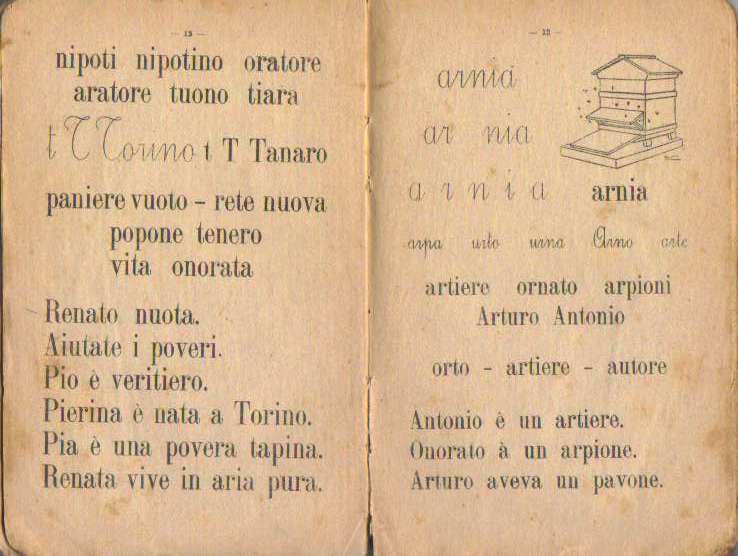 nipoti nipotino oratore
aratore tuono tiara
t T Torino t T Tanaro
paniere vuoto – rete nuova
popone tenero
vita onorata
Renato nuota.
Aiutate i poveri.
Pio è veritiero.
Pierina è nata a Torino.
Pia è una povera tapina.
Renata vive in aria pura.
arnia
ar nia
a r n i a arnia
arpa urto urna Arno arte
artiere ornato arpioni
Arturo Antonio
orto – artiere – autore
Antonio è un artiere.
Onorato à un arpione.
Arturo aveva un pavone.